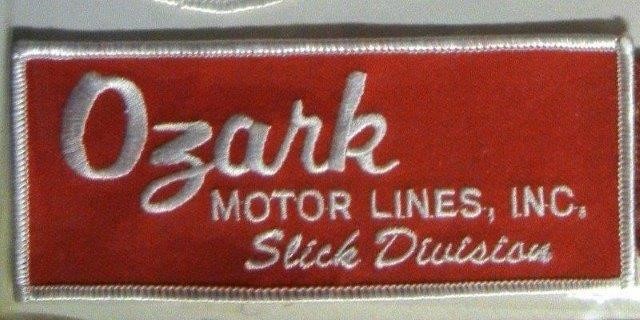 Ozark
MOTOR LINES, INC.
Slick Division